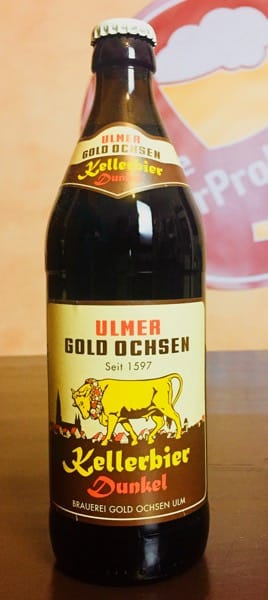 ULMER
GOLD OCHSEN
Kellerbier
Dunkel
ULMER
GOLD OCHSEN
Seit 1597
Kellerbier
Dunkel
BRAUEREI GOLD OCHSEN ULM